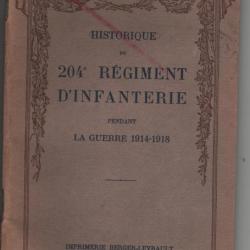 HISTORIQUE
DU
204e RÉGIMENT
D'INFANTERIE
PENDANT
LA GUERRE 1914-1918
IMPRIMERIE BERGER-LEVRAULT